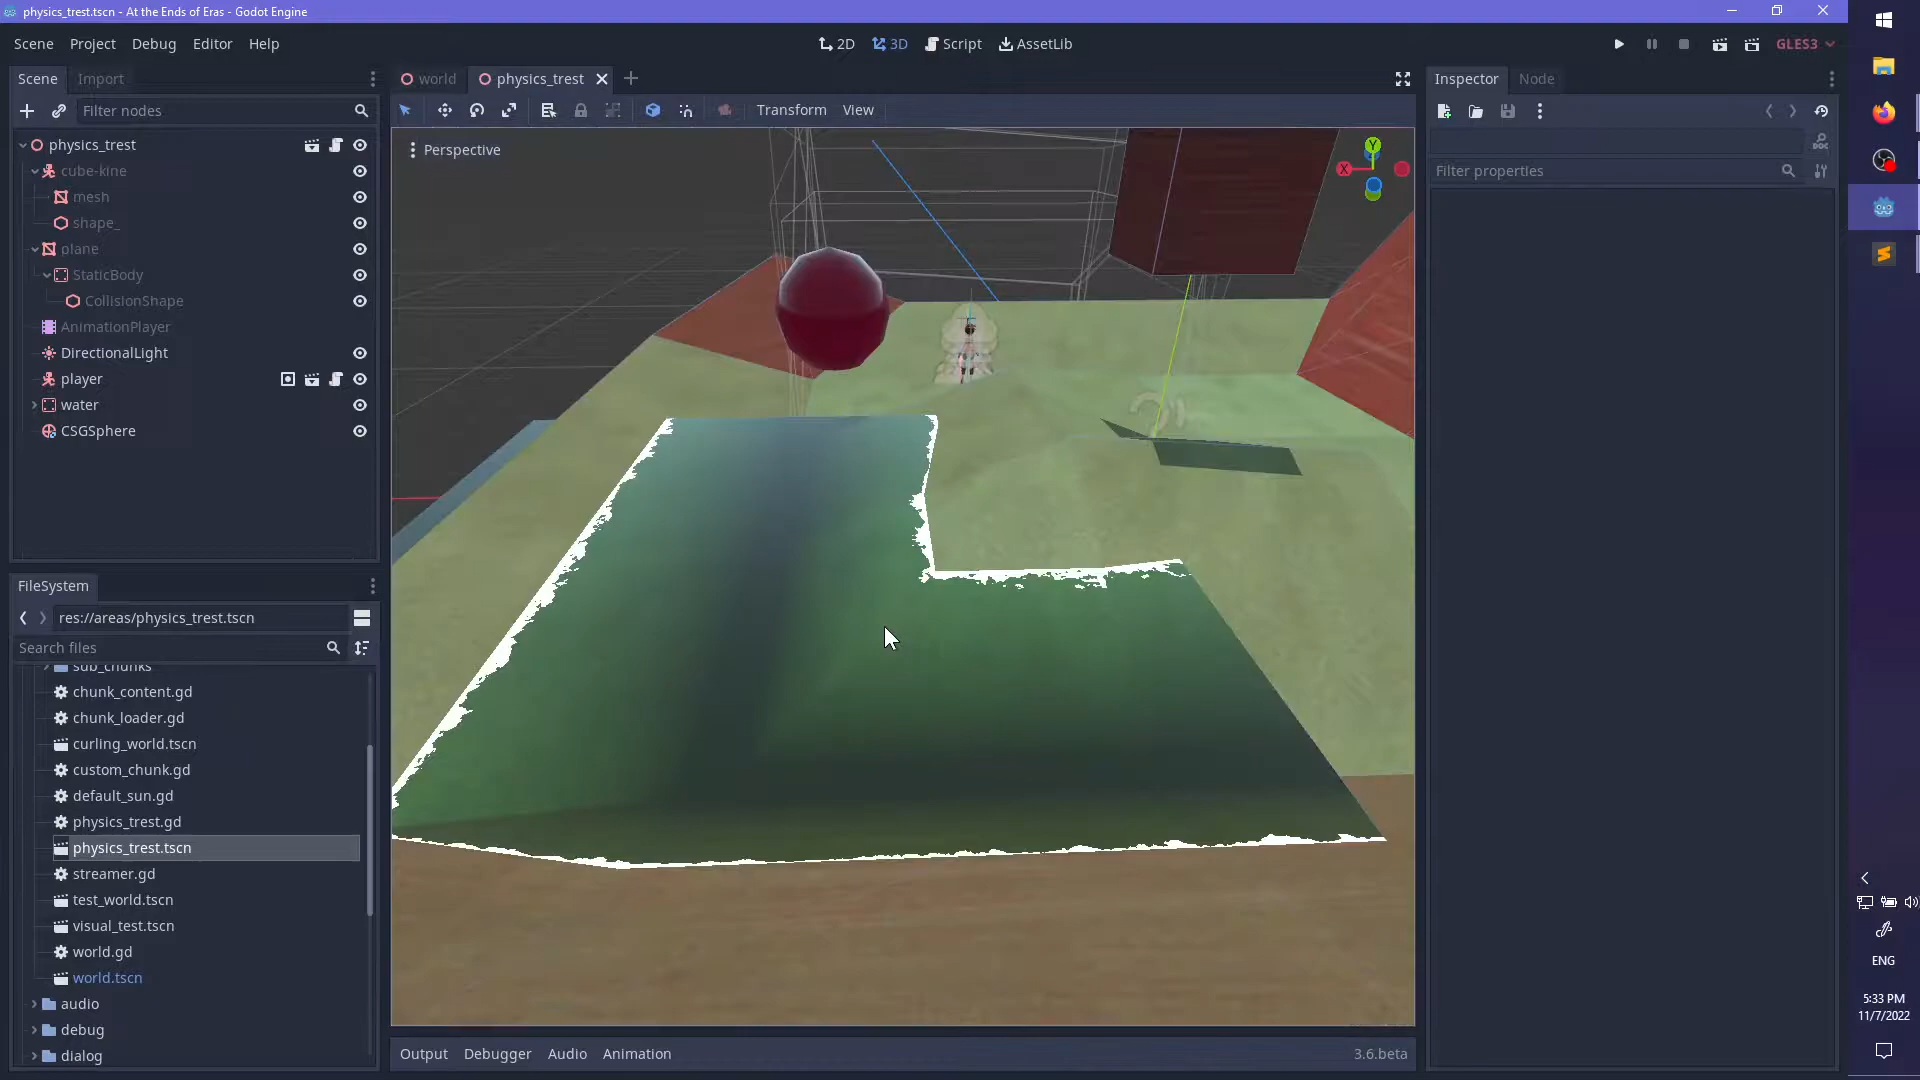 physics_trest.tscn - At the Ends of Eras - Godot Engine
Scene Project Debug Editor Help
2D 3D Script AssetLib
GLES3
Scene Import
Filter nodes
physics_trest
cube-kine
mesh
shape_
plane
StaticBody
CollisionShape
AnimationPlayer
DirectionalLight
player
water
CSGSphere
FileSystem
res://areas/physics_trest.tscn
Search files
sub_chunks
chunk_content.gd
chunk_loader.gd
curling_world.tscn
custom_chunk.gd
default_sun.gd
physics_trest.gd
physics_trest.tscn
streamer.gd
test_world.tscn
visual_test.tscn
world.gd
world.tscn
audio
debug
dialog
world physics_trest
Transform View
Perspective
Y
X
Output Debugger Audio Animation
3.6.beta
Inspector Node
DOC
Filter properties
ENG
5:33 PM
11/7/2022